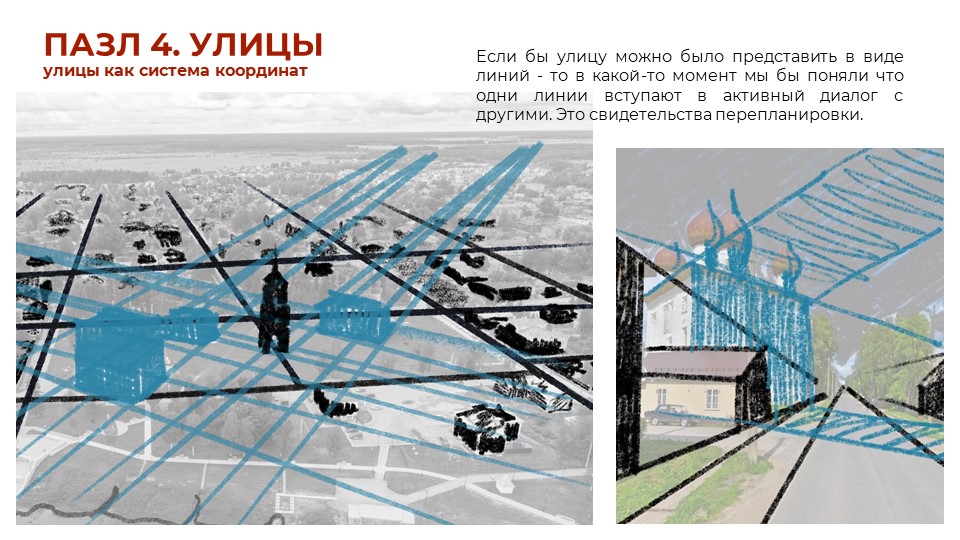 ПАЗЛ 4. УЛИЦЫ
улицы как система координат
Если бы улицу можно было представить в виде
линий - то в какой-то момент мы бы поняли что
одни линии вступают в активный диалог с
другими. Это свидетельства перепланировки.